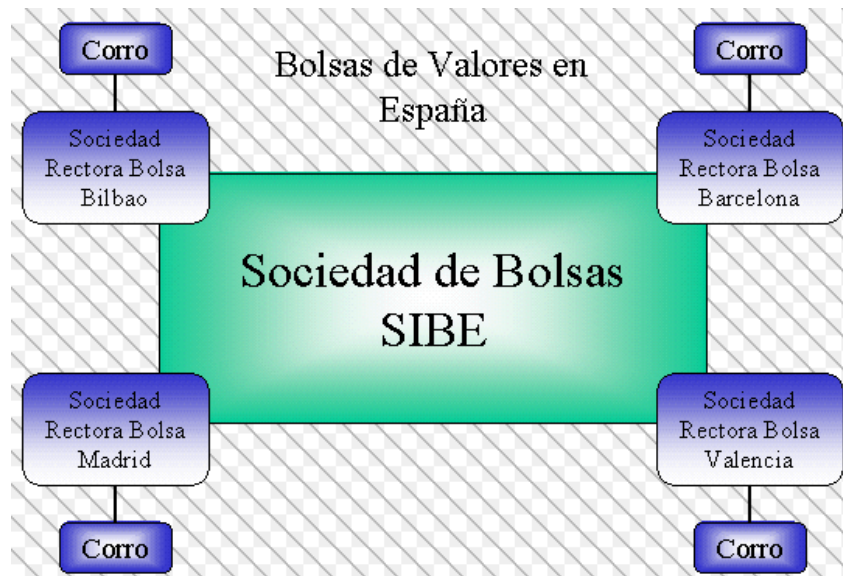 Corro
Bolsas de Valores en
España
Corro
Sociedad
Rectora Bolsa
Bilbao
Sociedad
Rectora Bolsa
Barcelona
Sociedad de Bolsas
SIBE
Sociedad
Rectora Bolsa
Madrid
Sociedad
Rectora Bolsa
Valencia
Corro
Corro